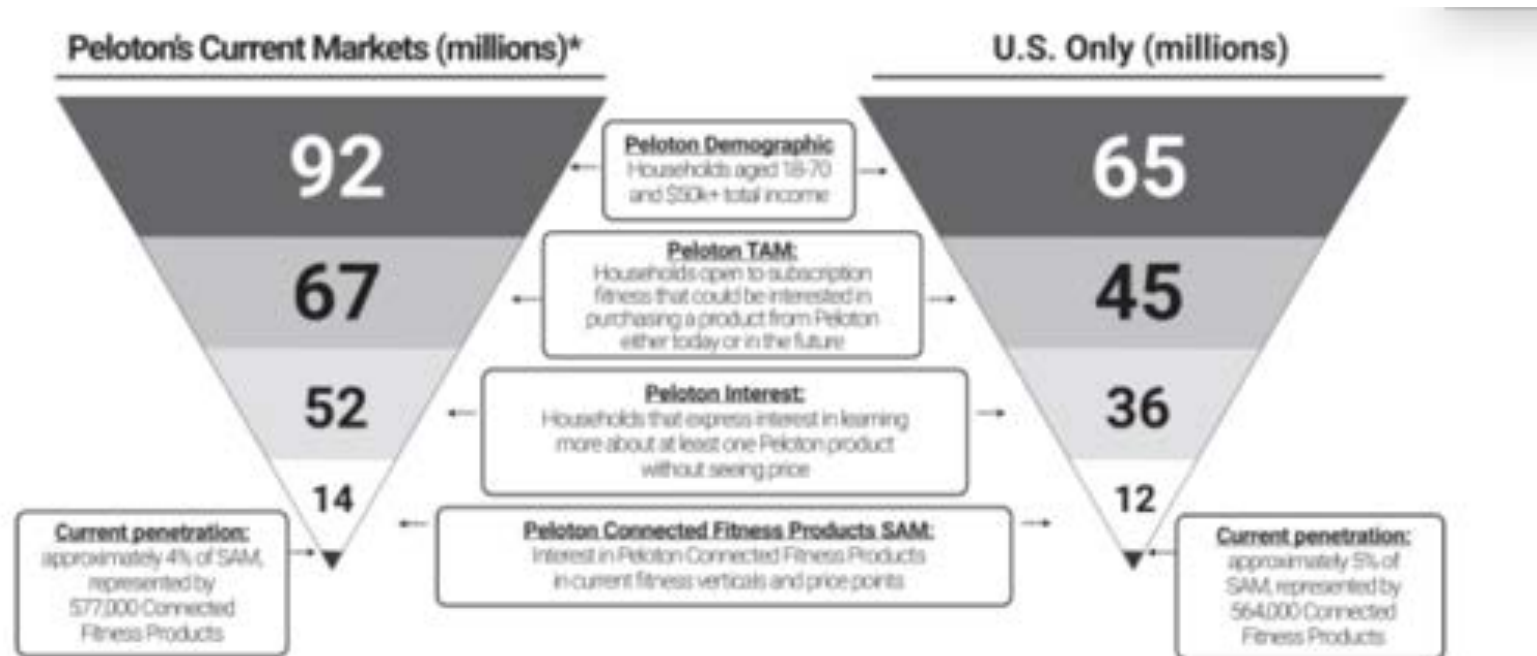 Peloton's Current Markets (millions)*
U.S. Only (millions)
92
Peloton Demographic
Households aged 18-70
and $50k+ total income
65
67
Peloton TAM:
Households open to subscription
fitness that could be interested in
purchasing a product from Peloton
either today or in the future
45
52
Peloton Interest:
Households that express interest in learning
more about at least one Peloton product
without seeing price
36
14
Peloton Connected Fitness Products SAM:
Interest in Peloton Connected Fitness Products
in current fitness verticals and price points
12
Current penetration:
approximately 4% of SAM,
represented by
577,000 Connected
Fitness Products
Current penetration:
approximately 5% of
SAM, represented by
564,000 Connected
Fitness Products